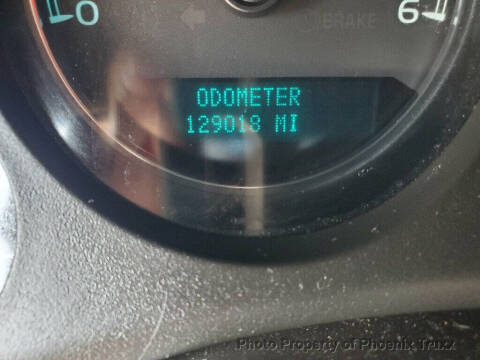 0
BRAKE
6
ODOMETER
129018 MI
Photo Property of Phoenix Truxx